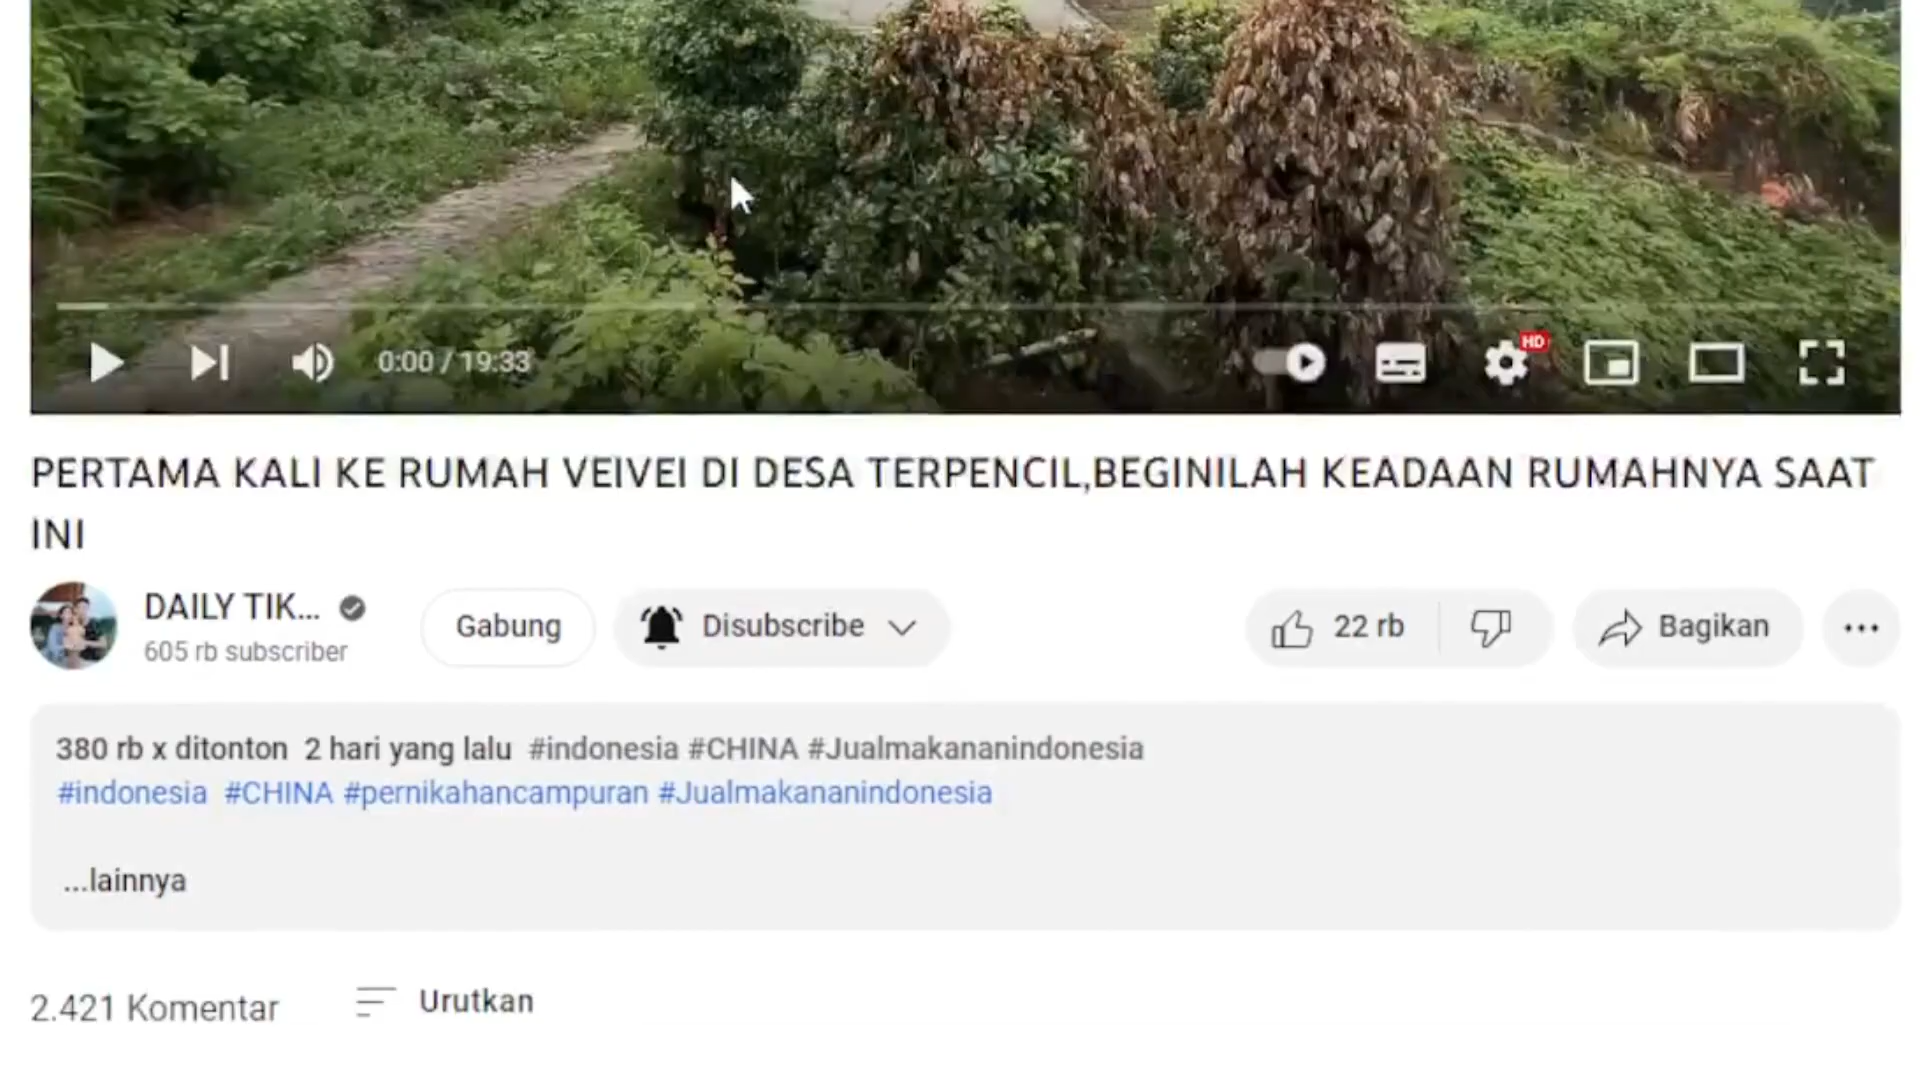 HD
0:00 / 19:33
PERTAMA KALI KE RUMAH VEIVEI DI DESA TERPENCIL,BEGINILAH KEADAAN RUMAHNYA SAAT
INI
DAILY TIK...
605 rb subscriber
Gabung
Disubscribe
22 rb
Bagikan
380 rb x ditonton 2 hari yang lalu #indonesia #CHINA #Jualmakananindonesia
#indonesia #CHINA #pernikahancampuran #Jualmakananindonesia
...lainnya
2.421 Komentar
Urutkan